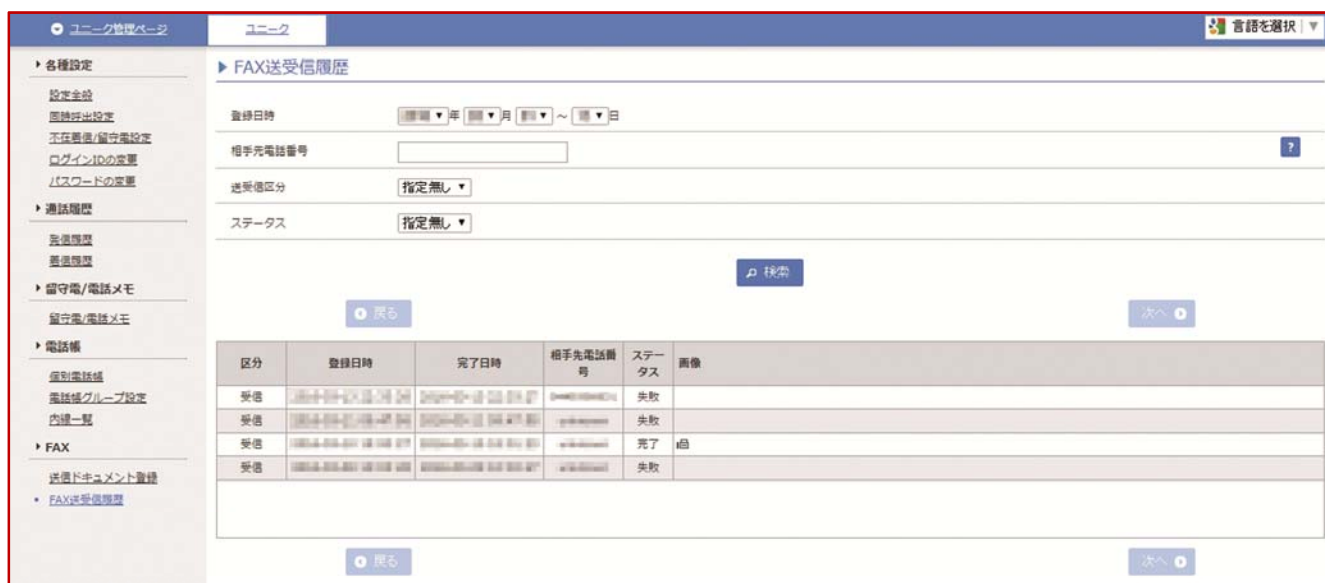 ユニーク管理ページ
ユニーク
言語を選択
各種設定
設定全般
同時呼出設定
不在着信/留守電設定
ログインIDの変更
パスワードの変更
通話履歴
発信履歴
着信履歴
留守電/電話メモ
留守電/電話メモ
電話帳
個別電話帳
電話帳グループ設定
内線一覧
FAX
送信ドキュメント登録
FAX送受信履歴
FAX送受信履歴
登録日時 年 月 ～ 日
相手先電話番号
?
送受信区分 指定無し
ステータス 指定無し
検索
戻る 次へ
区分 登録日時 完了日時 相手先電話番号 ステータス 画像
受信 失敗
受信 失敗
受信 完了
受信 失敗
戻る 次へ